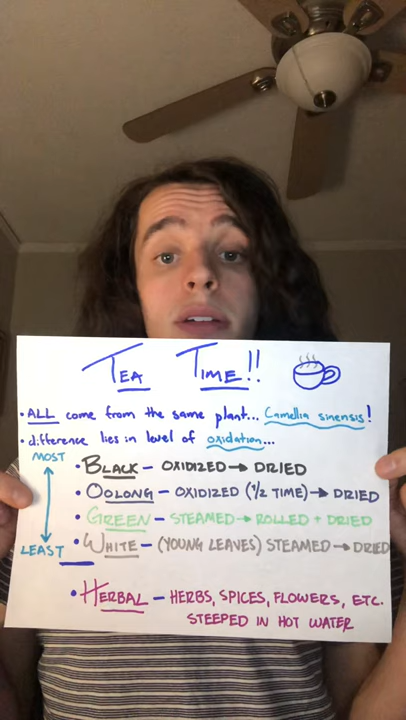 TEA TIME!!
• ALL come from the same plant... Camellia sinensis!
• difference lies in level of oxidation...
MOST
• BLACK – OXIDIZED → DRIED
• OOLONG – OXIDIZED (1/2 TIME) → DRIED
• GREEN – STEAMED → ROLLED + DRIED
• WHITE – (YOUNG LEAVES) STEAMED → DRIED
LEAST
• HERBAL – HERBS, SPICES, FLOWERS, ETC.
STEEPED IN HOT WATER